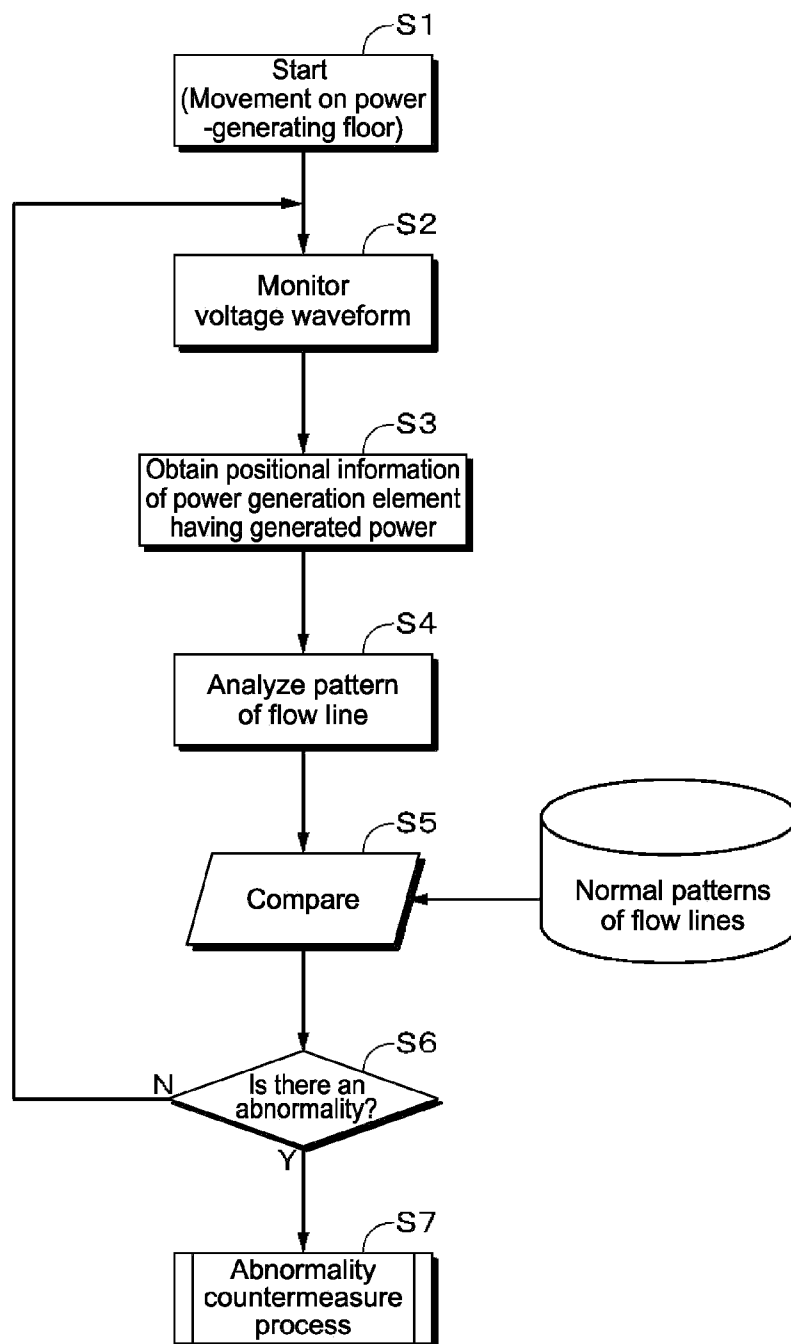 S1
Start
(Movement on power
-generating floor)
S2
Monitor
voltage waveform
S3
Obtain positional information
of power generation element
having generated power
S4
Analyze pattern
of flow line
S5
Compare
Normal patterns
of flow lines
S6
N
Is there an
abnormality?
Y
S7
Abnormality
countermeasure
process